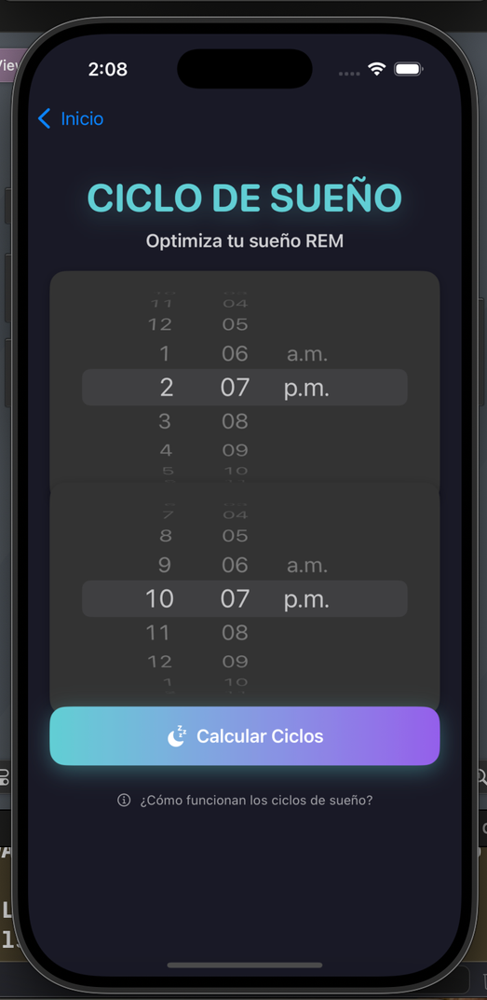 2:08
Inicio
CICLO DE SUEÑO
Optimiza tu sueño REM
11 04
12 05
1 06 a.m.
2 07 p.m.
3 08
4 09
5 10
7 04
8 05
9 06 a.m.
10 07 p.m.
11 08
12 09
1 10
Calcular Ciclos
¿Cómo funcionan los ciclos de sueño?